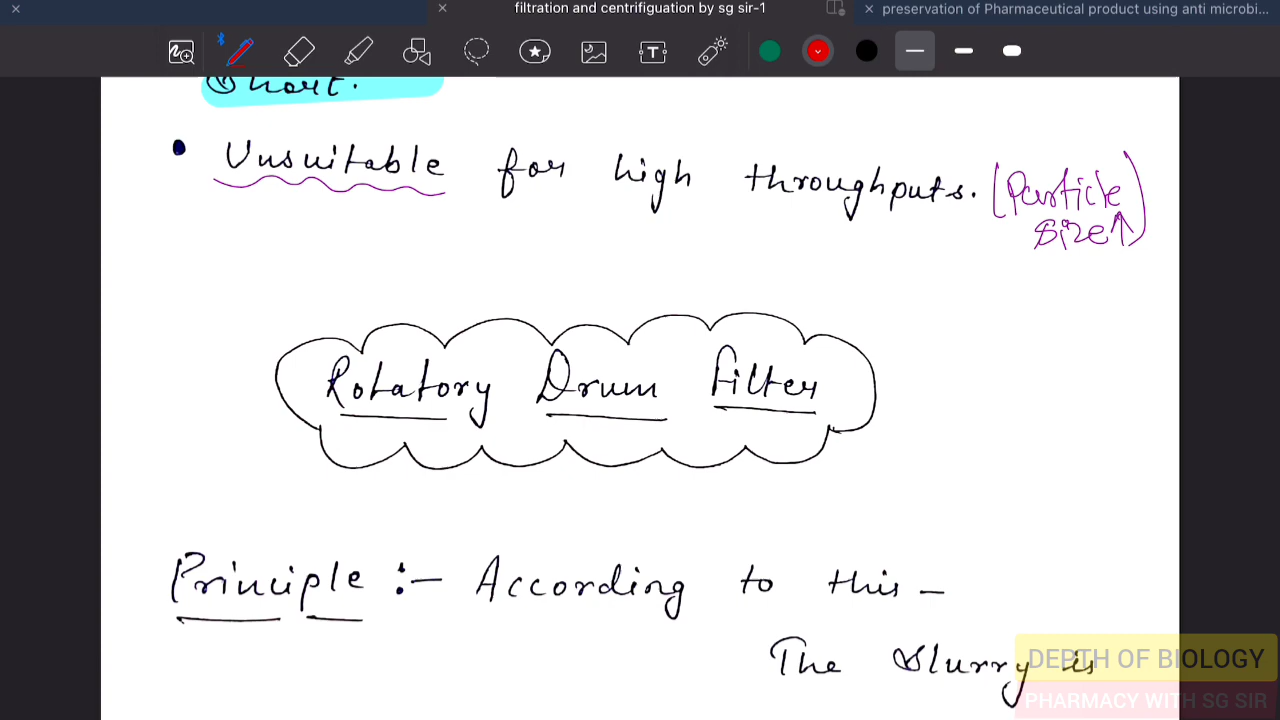 filtration and centrifiguation by sg sir-1
preservation of Pharmaceutical product using anti microbi...
Short.
Unsuitable for high throughputs. (Particle
size↑)
Rotatory Drum Filter
Principle :- According to this -
The slurry is
DEPTH OF BIOLOGY
PHARMACY WITH SG SIR